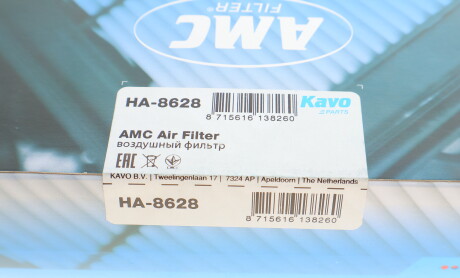 AMC
FILTER®
HA-8628
8 715616 138260
Kavo
PARTS
AMC Air Filter
воздушный фильтр
EAC
KAVO B.V. | Tweelingenlaan 17 | 7324 AP | Apeldoorn | The Netherlands
HA-8628
8 715616 138260